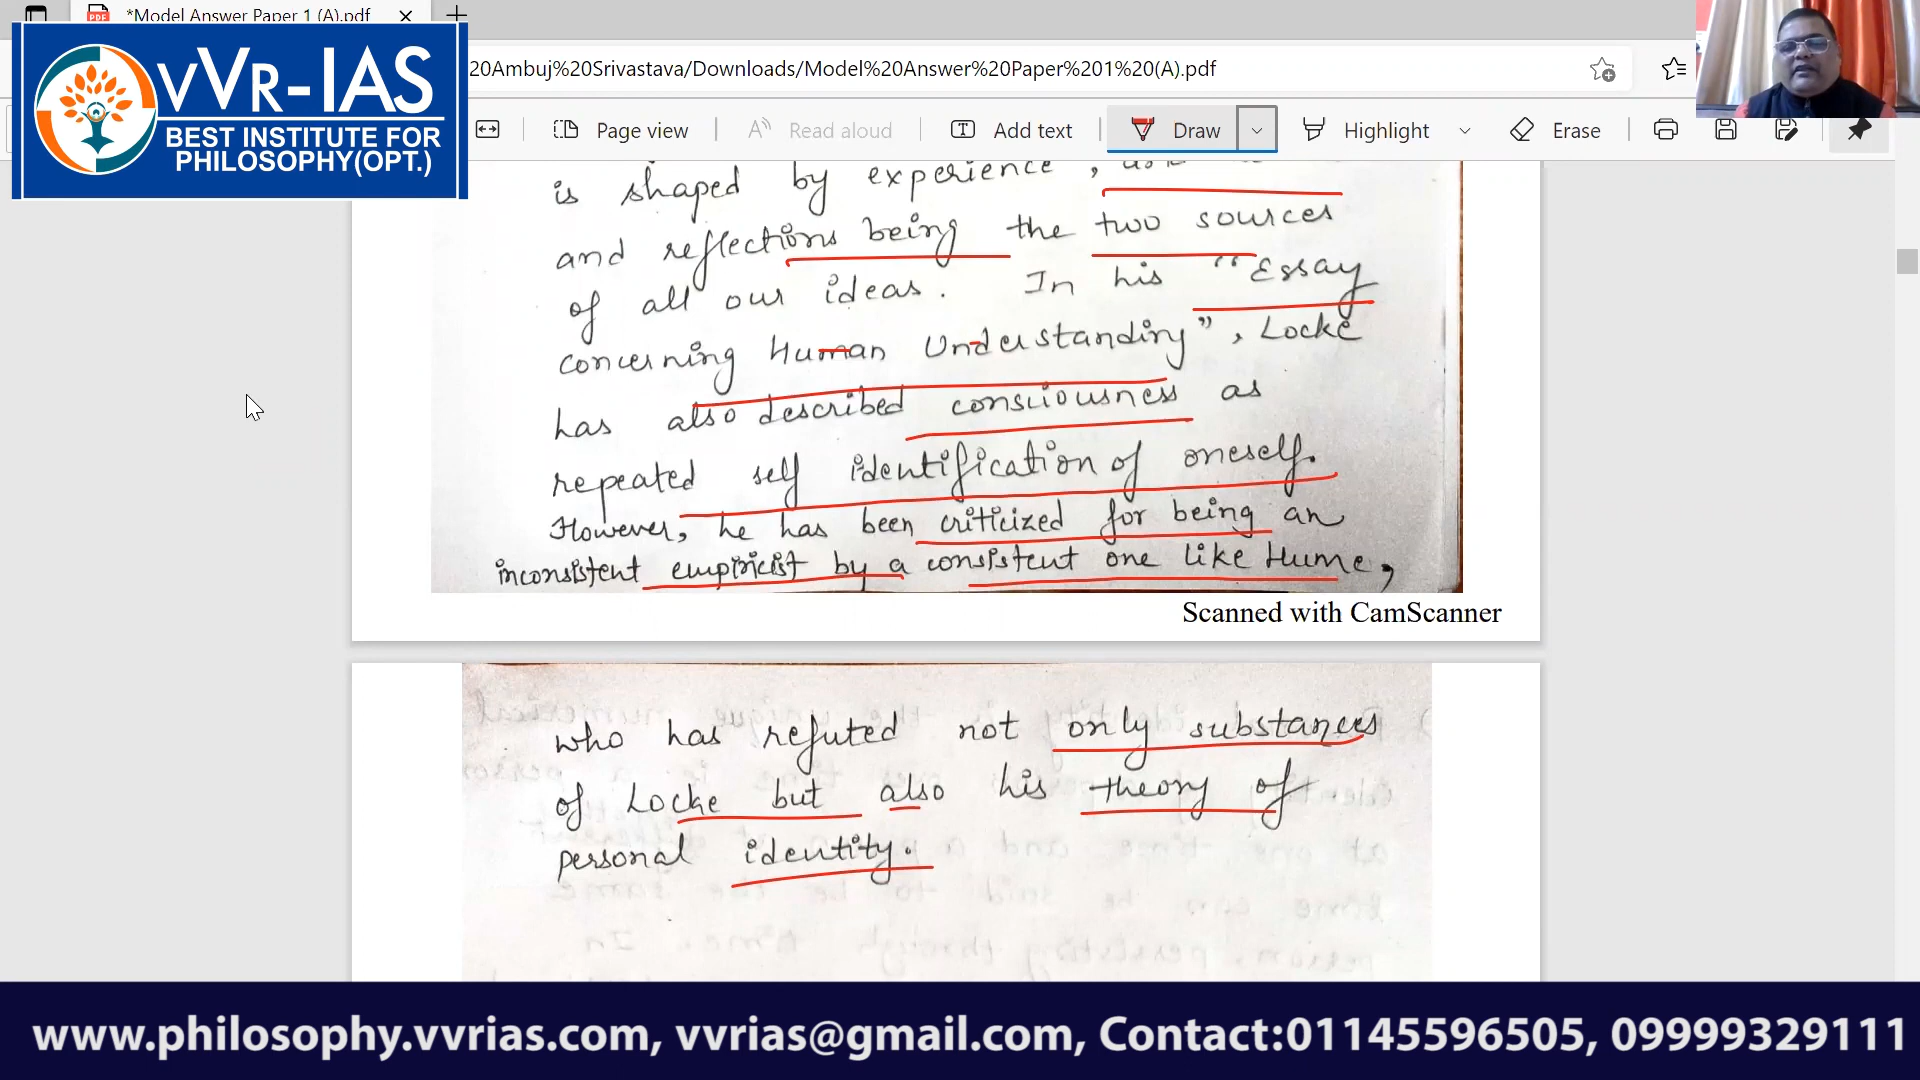 *Model Answer Paper 1 (A).pdf
vVR-IAS
BEST INSTITUTE FOR
PHILOSOPHY(OPT.)
20Ambuj%20Srivastava/Downloads/Model%20Answer%20Paper%201%20(A).pdf
Page view
Read aloud
Add text
Draw
Highlight
Erase
is shaped by experience,
and reflections being the two sources
of all our ideas. In his "Essay
concerning Human Understanding", Locke
has also described consciousness as
repeated self identification of oneself.
However, he has been criticized for being an
inconsistent empiricist by a consistent one like Hume,
Scanned with CamScanner
who has refuted not only substances
of Locke but also his theory of
personal identity.
www.philosophy.vvrias.com, vvrias@gmail.com, Contact:01145596505, 09999329111